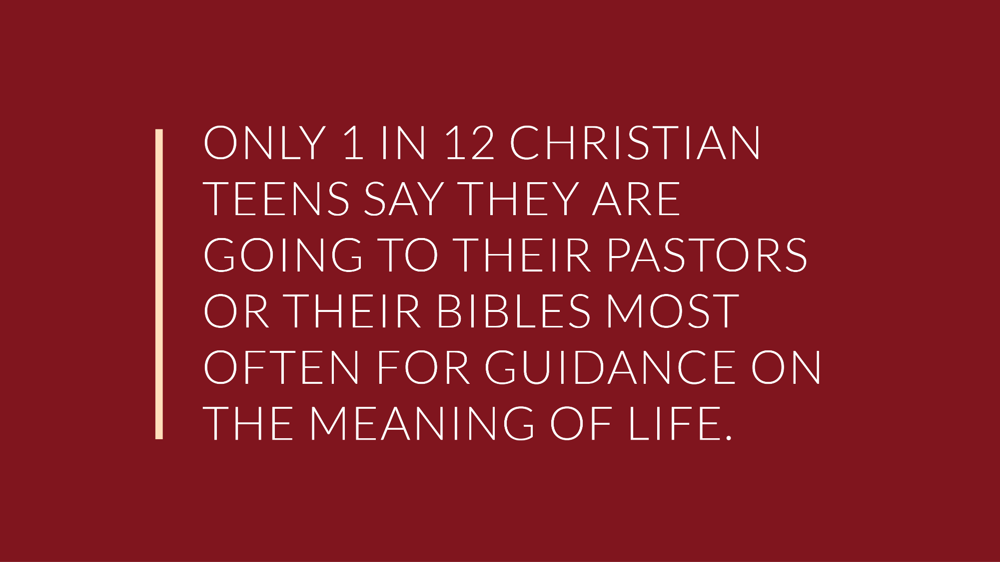 ONLY 1 IN 12 CHRISTIAN
TEENS SAY THEY ARE
GOING TO THEIR PASTORS
OR THEIR BIBLES MOST
OFTEN FOR GUIDANCE ON
THE MEANING OF LIFE.